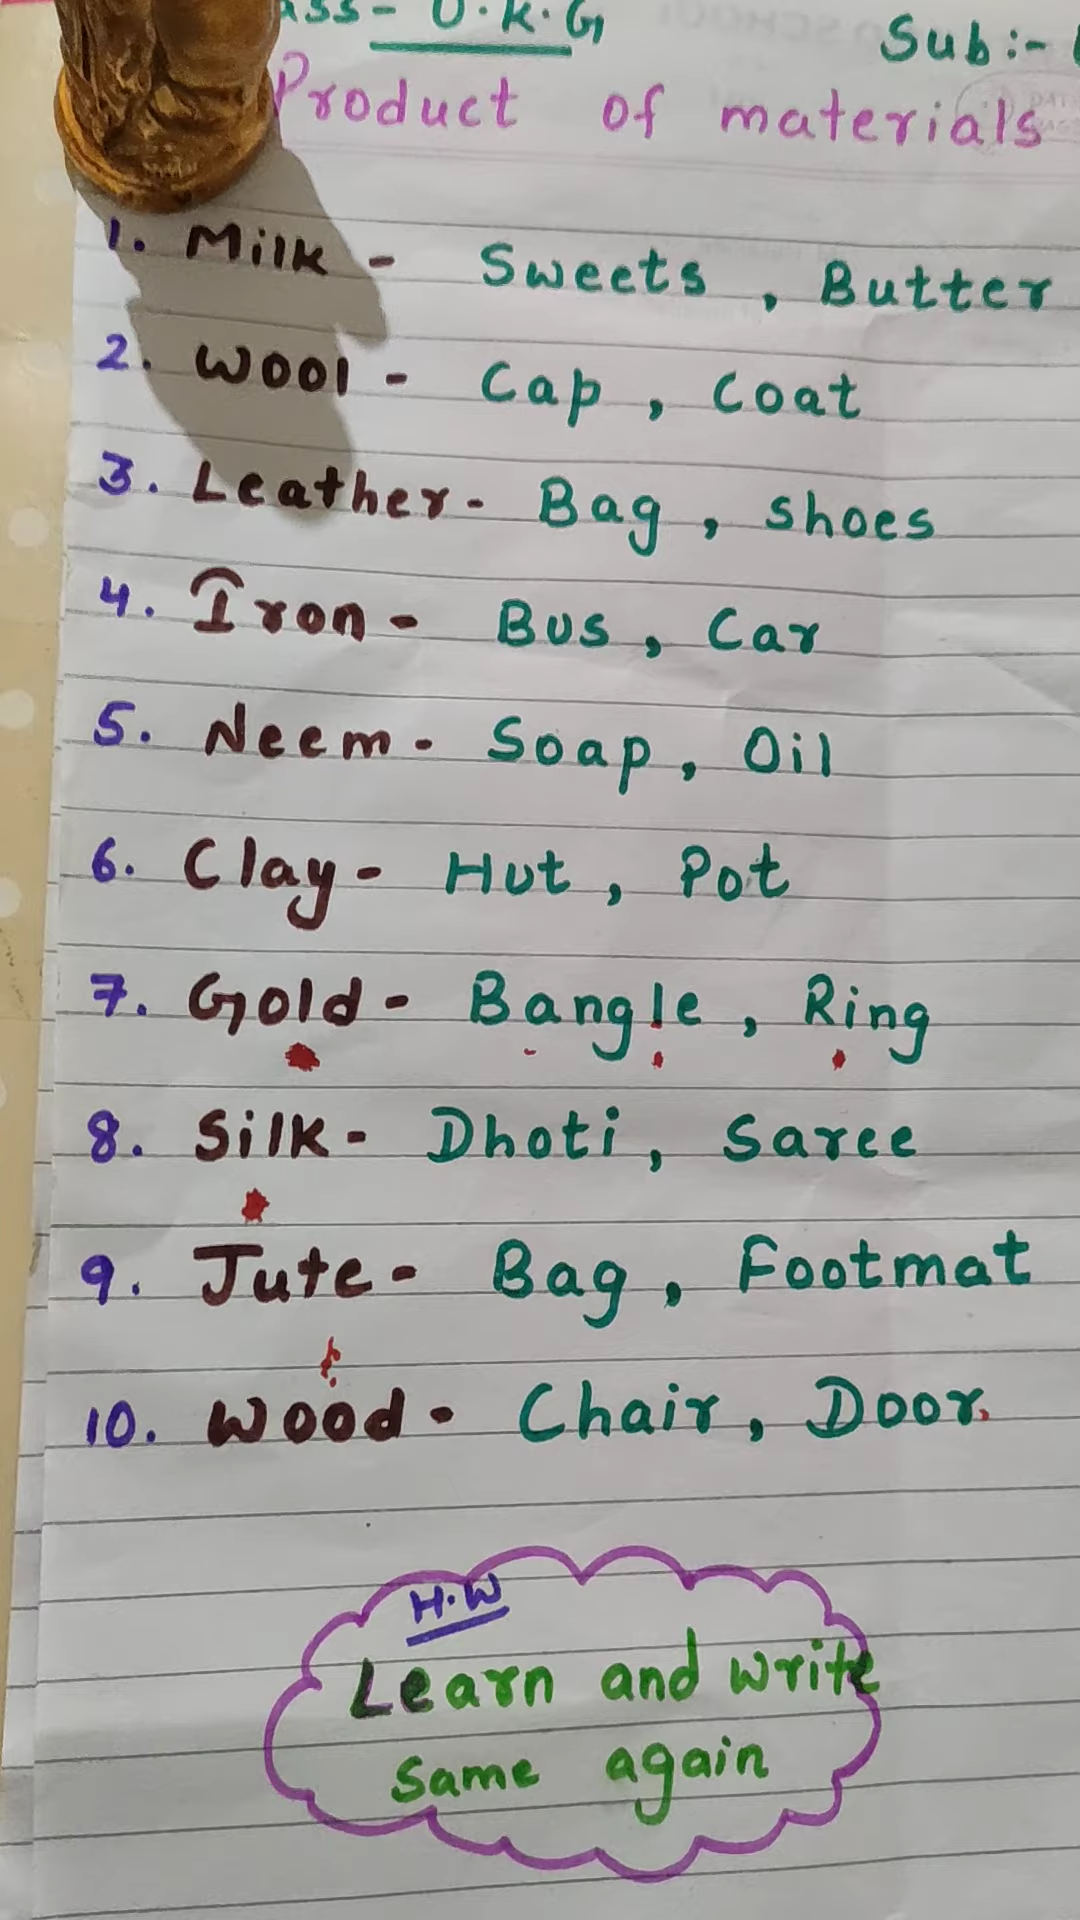 ass - U.K.G
Sub :-
Product of materials
1. Milk - Sweets , Butter
2. Wool - Cap , Coat
3. Leather - Bag , Shoes
4. Iron - Bus , Car
5. Neem - Soap , Oil
6. Clay - Hut , Pot
7. Gold - Bangle , Ring
8. Silk - Dhoti , Saree
9. Jute - Bag , Footmat
10. Wood - Chair , Door.
H.W
Learn and write
same again